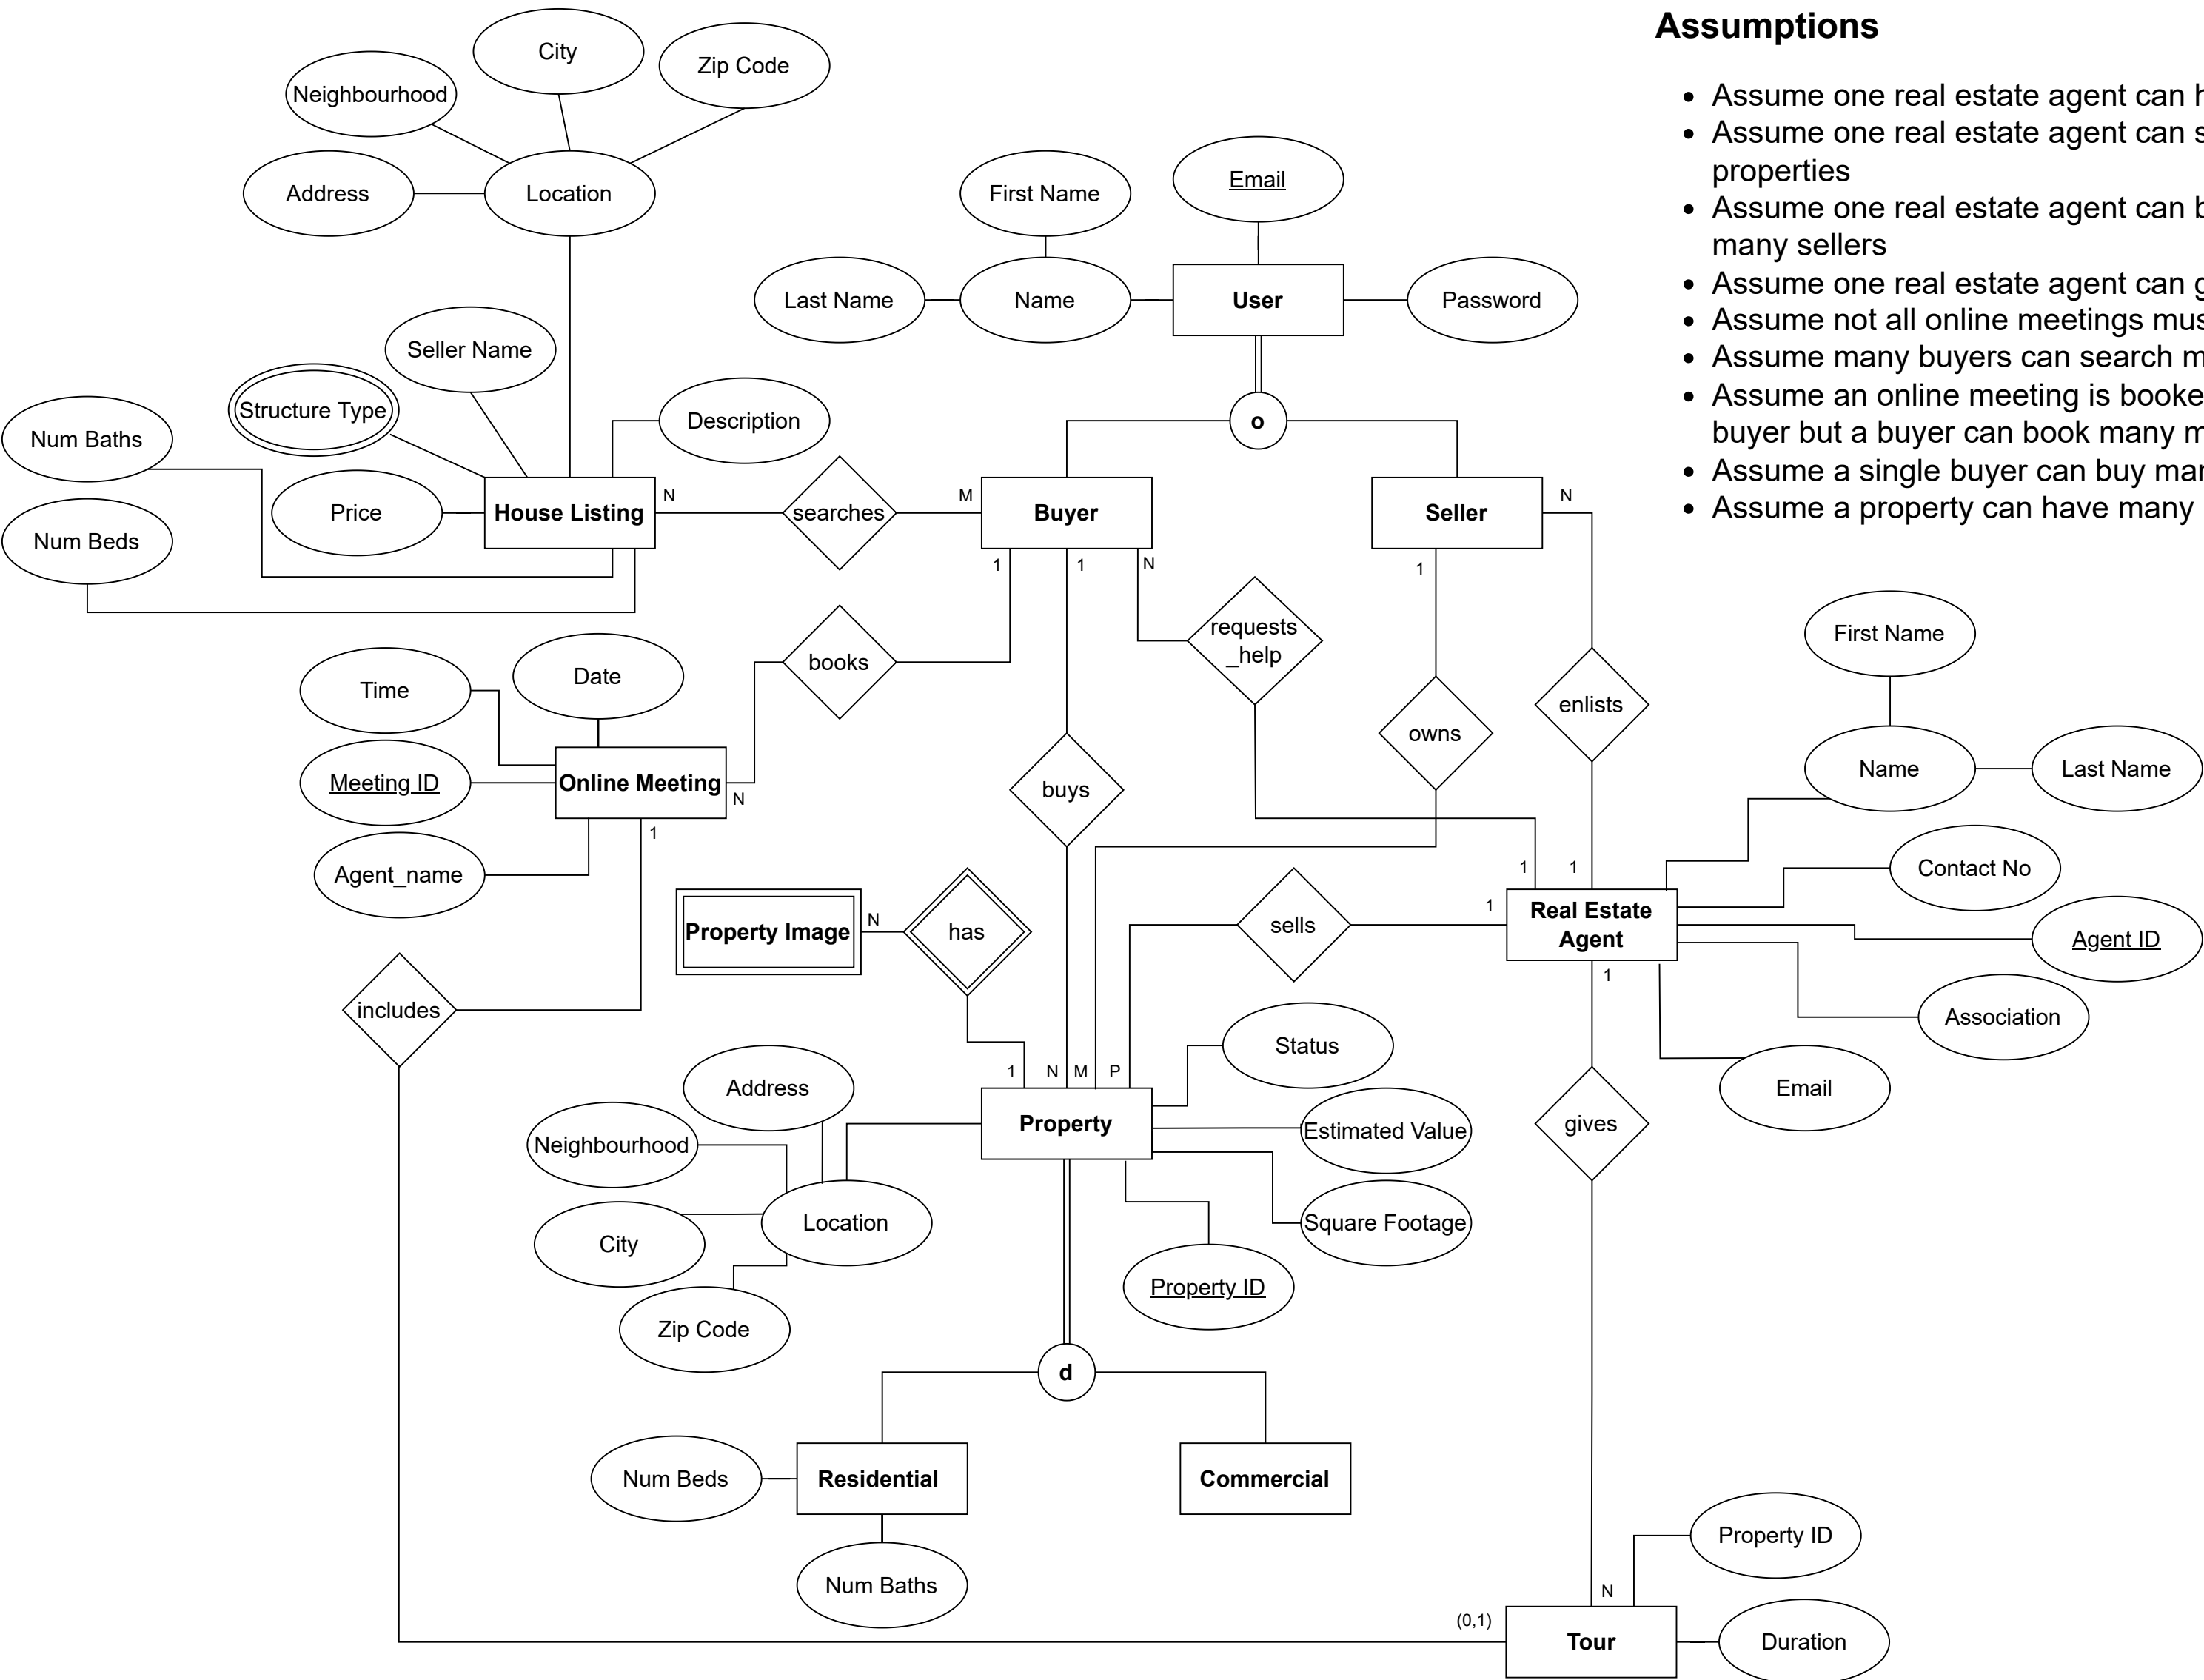 Assumptions
Assume one real estate agent can
Assume one real estate agent can
properties
Assume one real estate agent can
many sellers
Assume one real estate agent can
Assume not all online meetings
Assume many buyers can search
Assume an online meeting is
buyer but a buyer can book many
Assume a single buyer can buy
Assume a property can have many
City
Zip Code
Neighbourhood
Address
Location
First Name
Email
Last Name
Name
User
Password
Seller Name
Structure Type
Description
Num Baths
Price
Num Beds
House Listing
N
searches
M
o
Buyer
Seller
N
1
1
N
1
requests
_help
books
Time
Date
Meeting ID
Online Meeting
N
Agent_name
1
buys
owns
enlists
First Name
Name
Last Name
Contact No
Agent ID
Association
Email
1
1
1
Real Estate
Agent
1
sells
Property Image
N
has
includes
1
N
M
P
Property
Status
Estimated Value
Square Footage
Property ID
Address
Neighbourhood
City
Location
Zip Code
gives
d
Num Beds
Residential
Num Baths
Commercial
Property ID
N
(0,1)
Tour
Duration